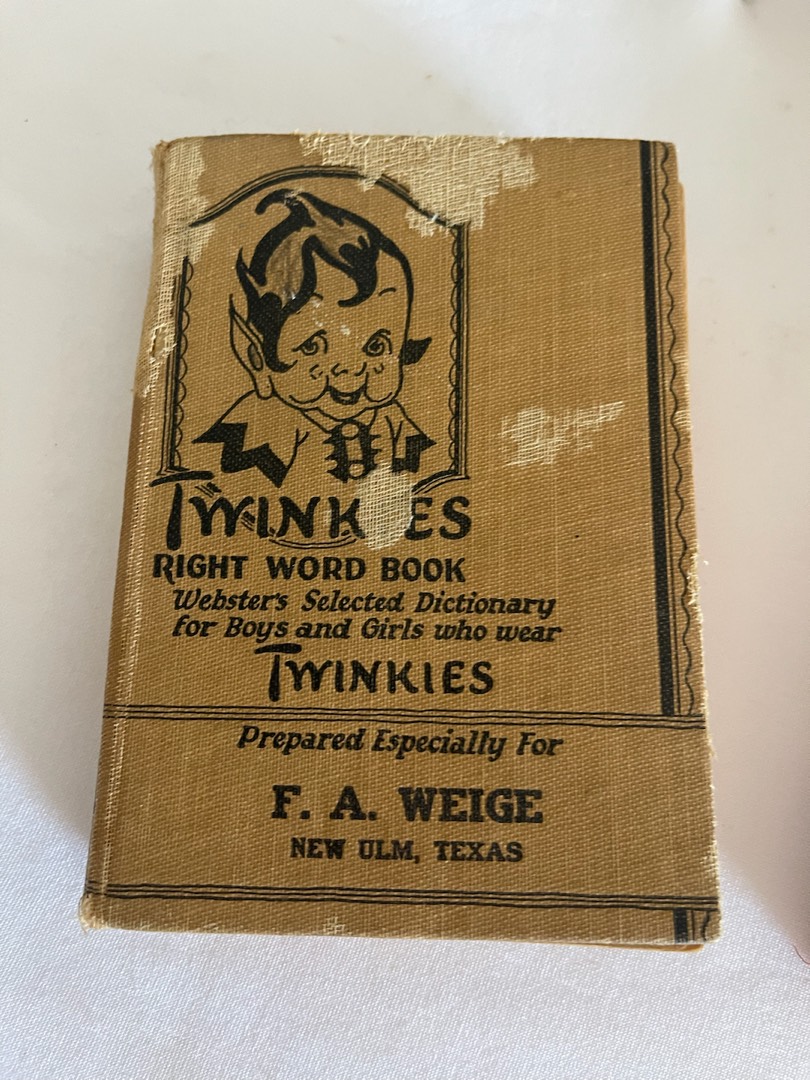 TWINKIES
RIGHT WORD BOOK
Webster's Selected Dictionary
for Boys and Girls who wear
TWINKIES
Prepared Especially For
F. A. WEIGE
NEW ULM, TEXAS